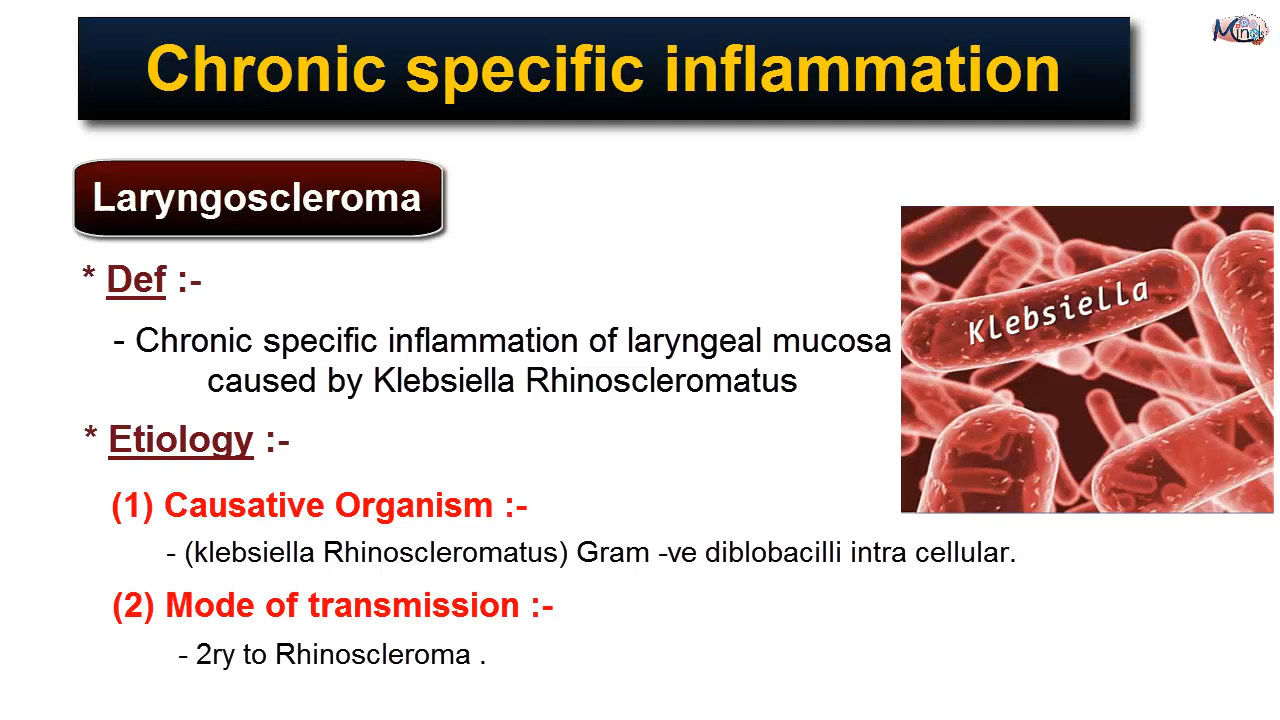 Minds
Chronic specific inflammation
Laryngoscleroma
* Def :-
- Chronic specific inflammation of laryngeal mucosa
caused by Klebsiella Rhinoscleromatus
Klebsiella
* Etiology :-
(1) Causative Organism :-
- (klebsiella Rhinoscleromatus) Gram -ve diblobacilli intra cellular.
(2) Mode of transmission :-
- 2ry to Rhinoscleroma .